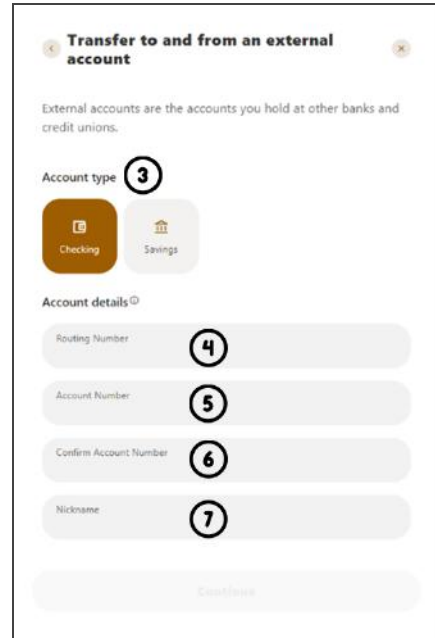 Transfer to and from an external
account
External accounts are the accounts you hold at other banks and
credit unions.
Account type 3
Checking Savings
Account details
Routing Number
4
Account Number
5
Confirm Account Number
6
Nickname
7
Continue